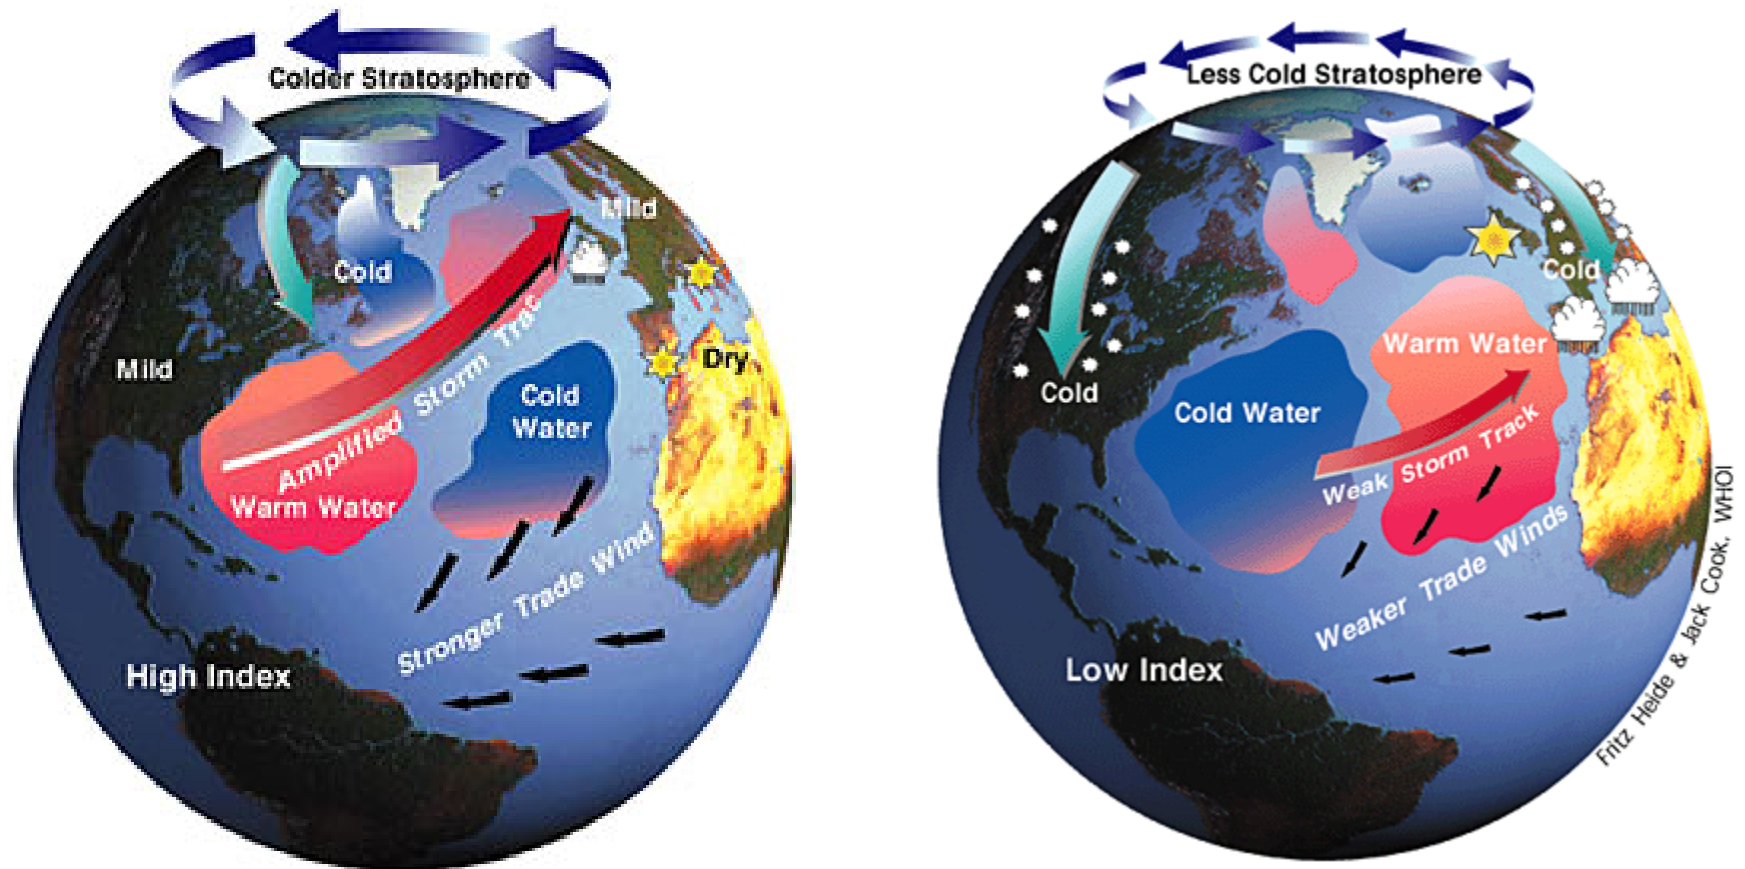 Colder Stratosphere
Mild
Cold
Mild
Dry
Cold
Water
Amplified Storm Trac
Warm Water
Stronger Trade Wind
High Index
Less Cold Stratosphere
Cold
Cold
Warm Water
Cold Water
Weak Storm Track
Weaker Trade Winds
Low Index
Fritz Heide & Jack Cook, WHOI